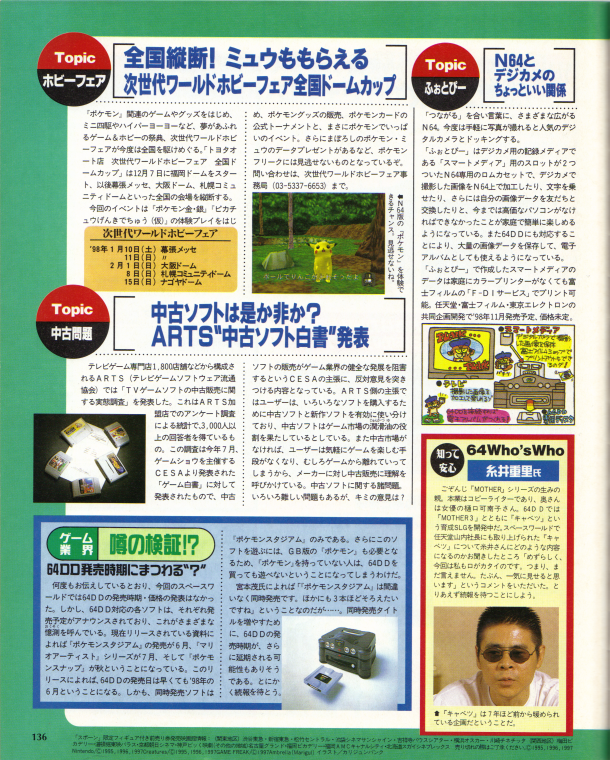 Topic
ホビーフェア
全国縦断! ミュウももらえる
次世代ワールドホビーフェア全国ドームカップ
「ポケモン」関連のゲームやグッズをはじめ、
ミニ四駆やハイパーヨーヨーなど、夢があふれ
るゲーム&ホビーの祭典、次世代ワールドホビ
ーフェアが今度は全国を駆けめぐる。「トヨタオ
ート店　次世代ワールドホビーフェア　全国ド
ームカップ」は12月7日に福岡ドームをスター
ト、以後幕張メッセ、大阪ドーム、札幌コミュ
ニティドームといった全国の会場を縦断する。
今回のイベントは「ポケモン金・銀」「ピカチ
ュウげんきでちゅう(仮)」の体験プレイをはじ
め、ポケモングッズの販売、ポケモンカードの
公式トーナメントと、まさにポケモンでいっぱ
いのイベント。さらにまぼろしのポケモン・ミ
ュウのデータプレゼントがあるなど、ポケモン
フリークには見逃せないものとなっているぞ。
問い合わせは、次世代ワールドホビーフェア事
務局(03-5337-6653)まで。
次世代ワールドホビーフェア
'98年 1月10日(土) 幕張メッセ
11日(日) 〃
2月 1日(日) 大阪ドーム
8日(日) 札幌コミュニティドーム
15日(日) ナゴヤドーム
N64版の「ポケモン」を体験で
きるチャンス。見逃せないね。
Topic
ふぉとぴー
N64と
デジカメの
ちょっといい関係
「つながる」を合い言葉に、さまざまな広がる
N64。今度は手軽に写真が撮れると人気のデジ
タルカメラとドッキングする。
「ふぉとぴー」はデジカメ用の記録メディアで
ある「スマートメディア」用のスロットが2つ
ついたN64専用のロムカセットで、デジカメで
撮影した画像をN64上で加工したり、文字を乗
せたり、さらには自分の画像データを友だちと
交換したりと、今までは高価なパソコンがなけ
ればできなかったことが家庭で簡単に楽しめる
ようになっている。また64DDにも対応するこ
とにより、大量の画像データを保存して、電子
アルバムとしても使えるようになっている。
「ふぉとぴー」で作成したスマートメディアの
データは家庭にカラープリンターがなくても富
士フィルムの「F-DIサービス」でプリント可
能。任天堂・富士フィルム・東京エレクトロンの
共同企画開発で'98年11月発売予定、価格未定。
スマートメディア
テレビ
Topic
中古問題
中古ソフトは是か非か?
ARTS“中古ソフト白書”発表
テレビゲーム専門店1,800店舗などから構成さ
れるARTS(テレビゲームソフトウェア流通
協会)では「TVゲームソフトの中古販売に関
する実態調査」を発表した。これはARTS加
盟店でのアンケート調査
による統計で、3,000人以
上の回答者を得ているも
の。この調査は今年7月、
ゲームショウを主催する
CESAより発表された
「ゲーム白書」に対して
発表されたもので、中古
ソフトの販売がゲーム業界の健全な発展を阻害
するというCESAの主張に、反対意見を突き
つける内容となっている。ARTS側の主張で
はユーザーは、いろいろなソフトを購入するた
めに中古ソフトと新作ソフトを有効に使い分け
ており、中古ソフトはゲーム市場の潤滑油の役
割を果たしているとしている。また中古市場が
なければ、ユーザーは気軽にゲームを楽しむ手
段がなくなり、むしろゲームから離れていって
しまうから、メーカーに対し中古販売に理解を
呼びかけている。中古ソフトに関する諸問題。
いろいろ難しい問題もあるが、キミの意見は?
知って安心
64Who'sWho
糸井重里氏
ごぞんじ「MOTHER」シリーズの生みの
親。本業はコピーライターであり、奥さん
は女優の樋口可南子さん。64DDでは
「MOTHER3」とともに「キャベツ」とい
う育成SLGを開発中だ。スペースワールドで
任天堂山内社長にも取り上げられた「キャ
ベツ」について糸井さんにどのような内容
になるのかお聞きしたところ「めずらしく、
今回は私も口がカタイのです。つまり、ま
だ言えません。たぶん、一気に見せると思
います」というコメントをいただいた。と
りあえず続報を待つことにしよう。
「キャベツ」は7年ほど前から暖められ
ている企画だということだ。
ゲーム業界
噂の検証!?
64DD発売時期にまつわる“?”
何度もお伝えしているとおり、今回のスペースワ
ールドでは64DDの発売時期・価格の発表はなかっ
た。しかし、64DD対応の各ソフトは、それぞれ発
売予定がアナウンスされており、これがさまざまな
憶測を呼んでいる。現在リリースされている資料に
よれば「ポケモンスタジアム」の発売が6月、「マリ
オアーティスト」シリーズが7月、そして「ポケモ
ンスナップ」が秋ということになっている。このリ
リースによれば、64DDの発売日は早くても'98年の
6月ということになる。しかも、同時発売ソフトは
「ポケモンスタジアム」のみである。さらにこのソ
フトを遊ぶには、GB版の「ポケモン」も必要とな
るため、「ポケモン」を持っていない人は、64DDを
買っても遊べないということになってしまうわけだ。
宮本茂氏によれば「『ポケモンスタジアム』は間違
いなく同時発売です。ほかにも3本ほどそろえたい
ですね」ということなのだが……。同時発売タイト
ルを増やすため
に、64DDの発
売時期が、さら
に延期される可
能性もありそう
である。とにか
く続報を待とう。
136